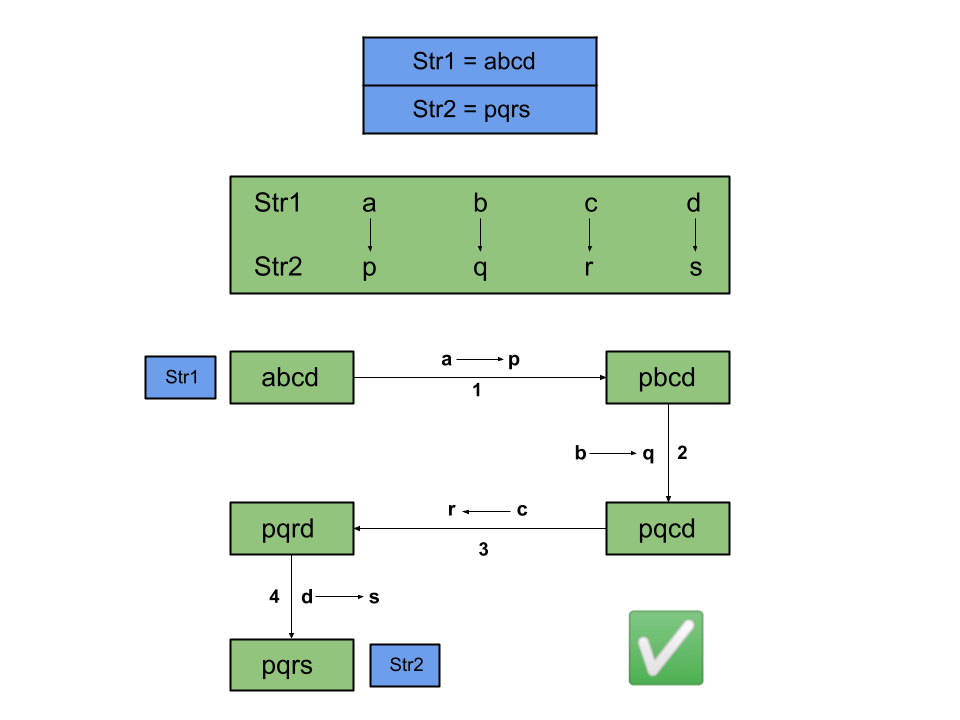 Str1 = abcd
Str2 = pqrs
Str1 a b c d
Str2 p q r s
a p
Str1 abcd pbcd
1
b q 2
r c
pqrd pqcd
3
4 d s
pqrs Str2